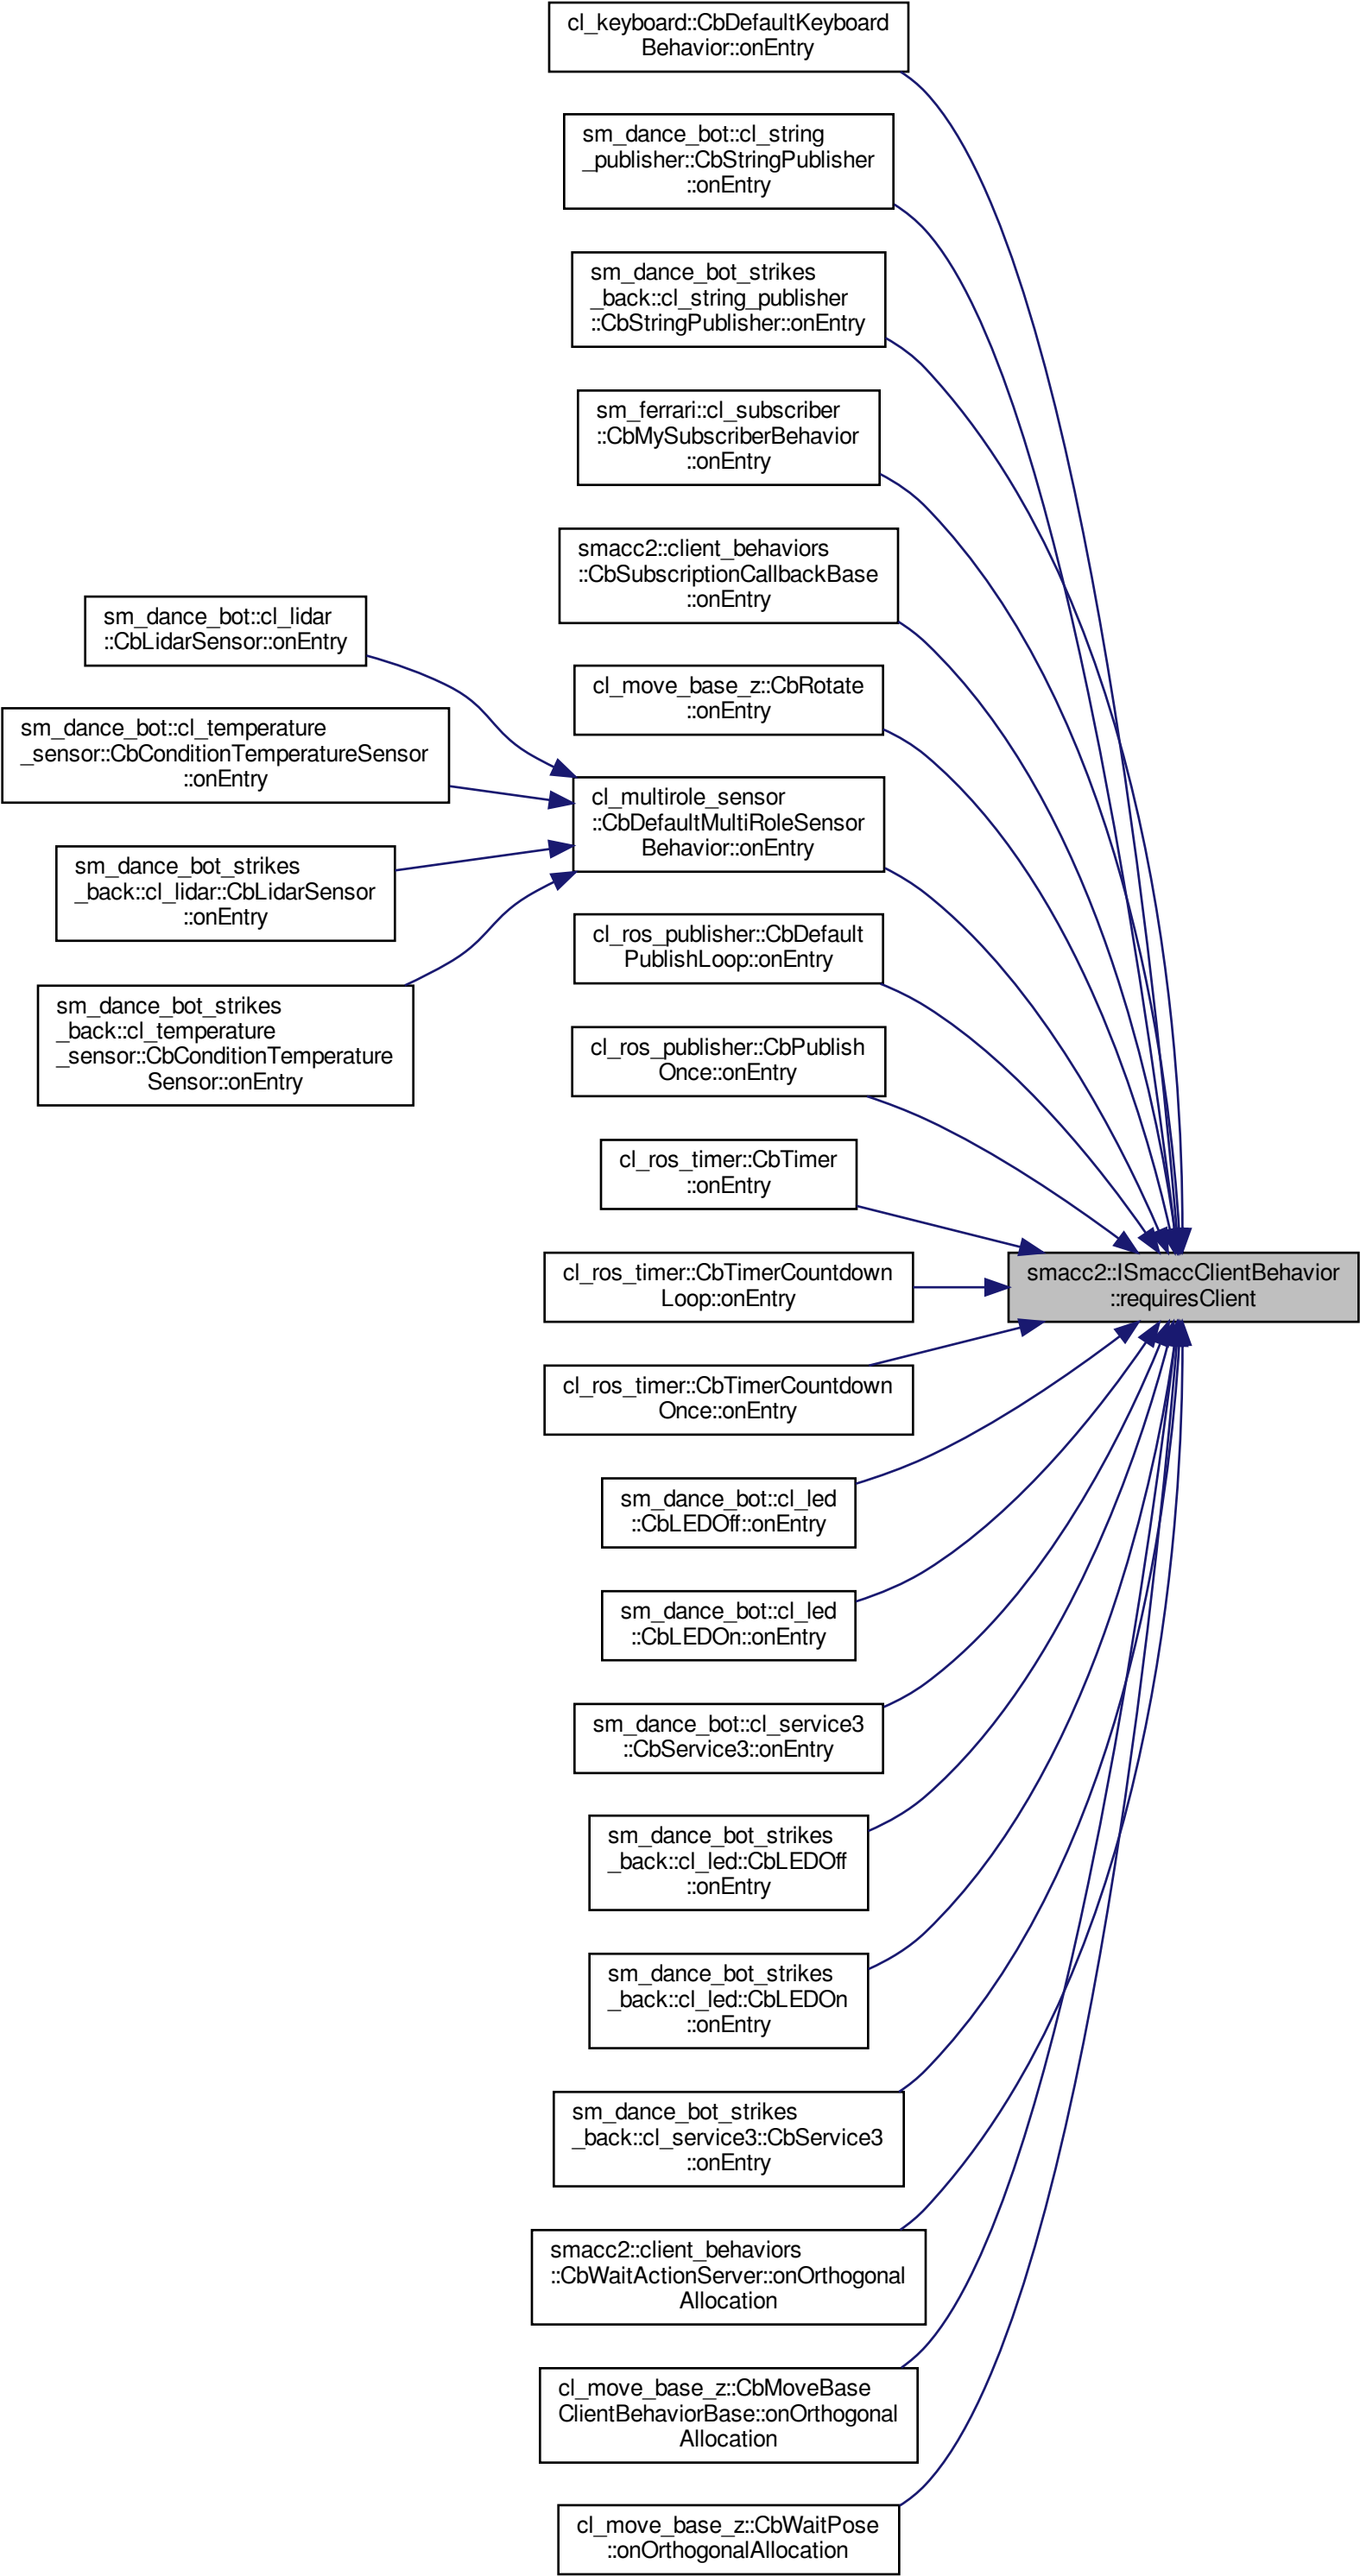 cl_keyboard::CbDefaultKeyboard
Behavior::onEntry
sm_dance_bot::cl_string
_publisher::CbStringPublisher
::onEntry
sm_dance_bot_strikes
_back::cl_string_publisher
::CbStringPublisher::onEntry
sm_ferrari::cl_subscriber
::CbMySubscriberBehavior
::onEntry
smacc2::client_behaviors
::CbSubscriptionCallbackBase
::onEntry
sm_dance_bot::cl_lidar
::CbLidarSensor::onEntry
cl_move_base_z::CbRotate
::onEntry
sm_dance_bot::cl_temperature
_sensor::CbConditionTemperatureSensor
::onEntry
cl_multirole_sensor
::CbDefaultMultiRoleSensor
Behavior::onEntry
sm_dance_bot_strikes
_back::cl_lidar::CbLidarSensor
::onEntry
cl_ros_publisher::CbDefault
PublishLoop::onEntry
sm_dance_bot_strikes
_back::cl_temperature
_sensor::CbConditionTemperature
Sensor::onEntry
cl_ros_publisher::CbPublish
Once::onEntry
cl_ros_timer::CbTimer
::onEntry
cl_ros_timer::CbTimerCountdown
Loop::onEntry
smacc2::ISmaccClientBehavior
::requiresClient
cl_ros_timer::CbTimerCountdown
Once::onEntry
sm_dance_bot::cl_led
::CbLEDOff::onEntry
sm_dance_bot::cl_led
::CbLEDOn::onEntry
sm_dance_bot::cl_service3
::CbService3::onEntry
sm_dance_bot_strikes
_back::cl_led::CbLEDOff
::onEntry
sm_dance_bot_strikes
_back::cl_led::CbLEDOn
::onEntry
sm_dance_bot_strikes
_back::cl_service3::CbService3
::onEntry
smacc2::client_behaviors
::CbWaitActionServer::onOrthogonal
Allocation
cl_move_base_z::CbMoveBase
ClientBehaviorBase::onOrthogonal
Allocation
cl_move_base_z::CbWaitPose
::onOrthogonalAllocation